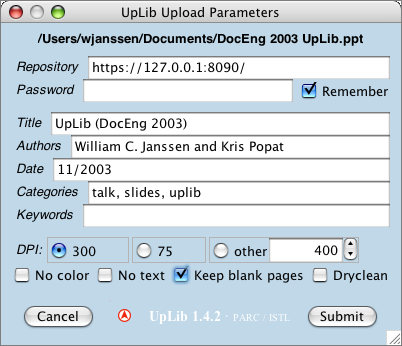 UpLib Upload Parameters
/Users/wjanssen/Documents/DocEng 2003 UpLib.ppt
Repository https://127.0.0.1:8090/
Password Remember
Title UpLib (DocEng 2003)
Authors William C. Janssen and Kris Popat
Date 11/2003
Categories talk, slides, uplib
Keywords
DPI: 300 75 other 400
No color No text Keep blank pages Dryclean
Cancel UpLib 1.4.2 · PARC / ISTL Submit